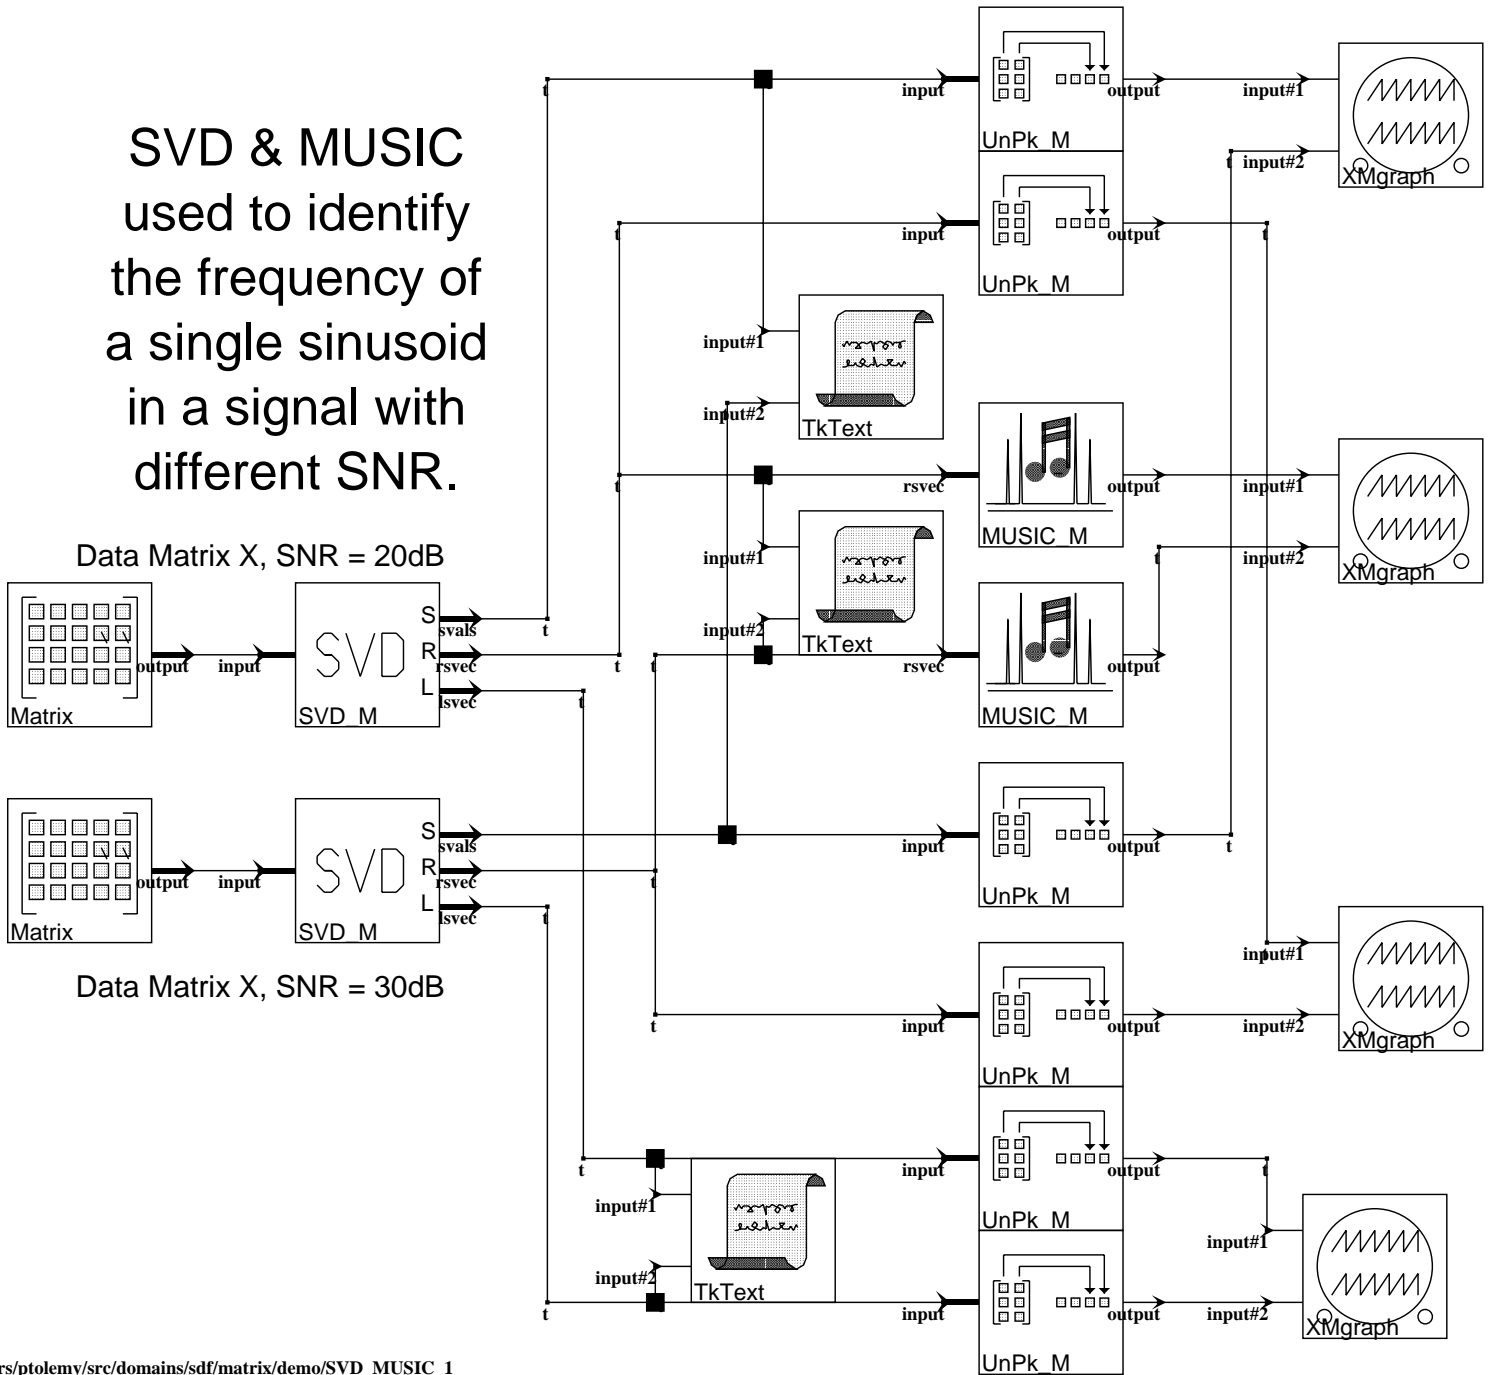 input
output
input#1
UnPk_M
input#2
XMgraph
SVD & MUSIC
used to identify
the frequency of
a single sinusoid
in a signal with
different SNR.
t
t
t
input
output
t
UnPk_M
input#1
input#2
TkText
t
rsvec
output
input#1
MUSIC_M
input#1
t
input#2
XMgraph
Data Matrix X, SNR = 20dB
S
svals
t
input#2
TkText
SVD
R
output
input
rsvec
t
t
rsvec
output
L
lsvec
Matrix
SVD_M
MUSIC_M
S
svals
input
output
t
SVD
R
output
input
rsvec
t
UnPk_M
L
lsvec
t
Matrix
SVD_M
input#1
Data Matrix X, SNR = 30dB
t
input
output
input#2
XMgraph
UnPk_M
t
input
output
t
input#1
UnPk_M
input#1
input#2
TkText
t
input
output
input#2
XMgraph
UnPk_M
rs/ptolemy/src/domains/sdf/matrix/demo/SVD_MUSIC_1